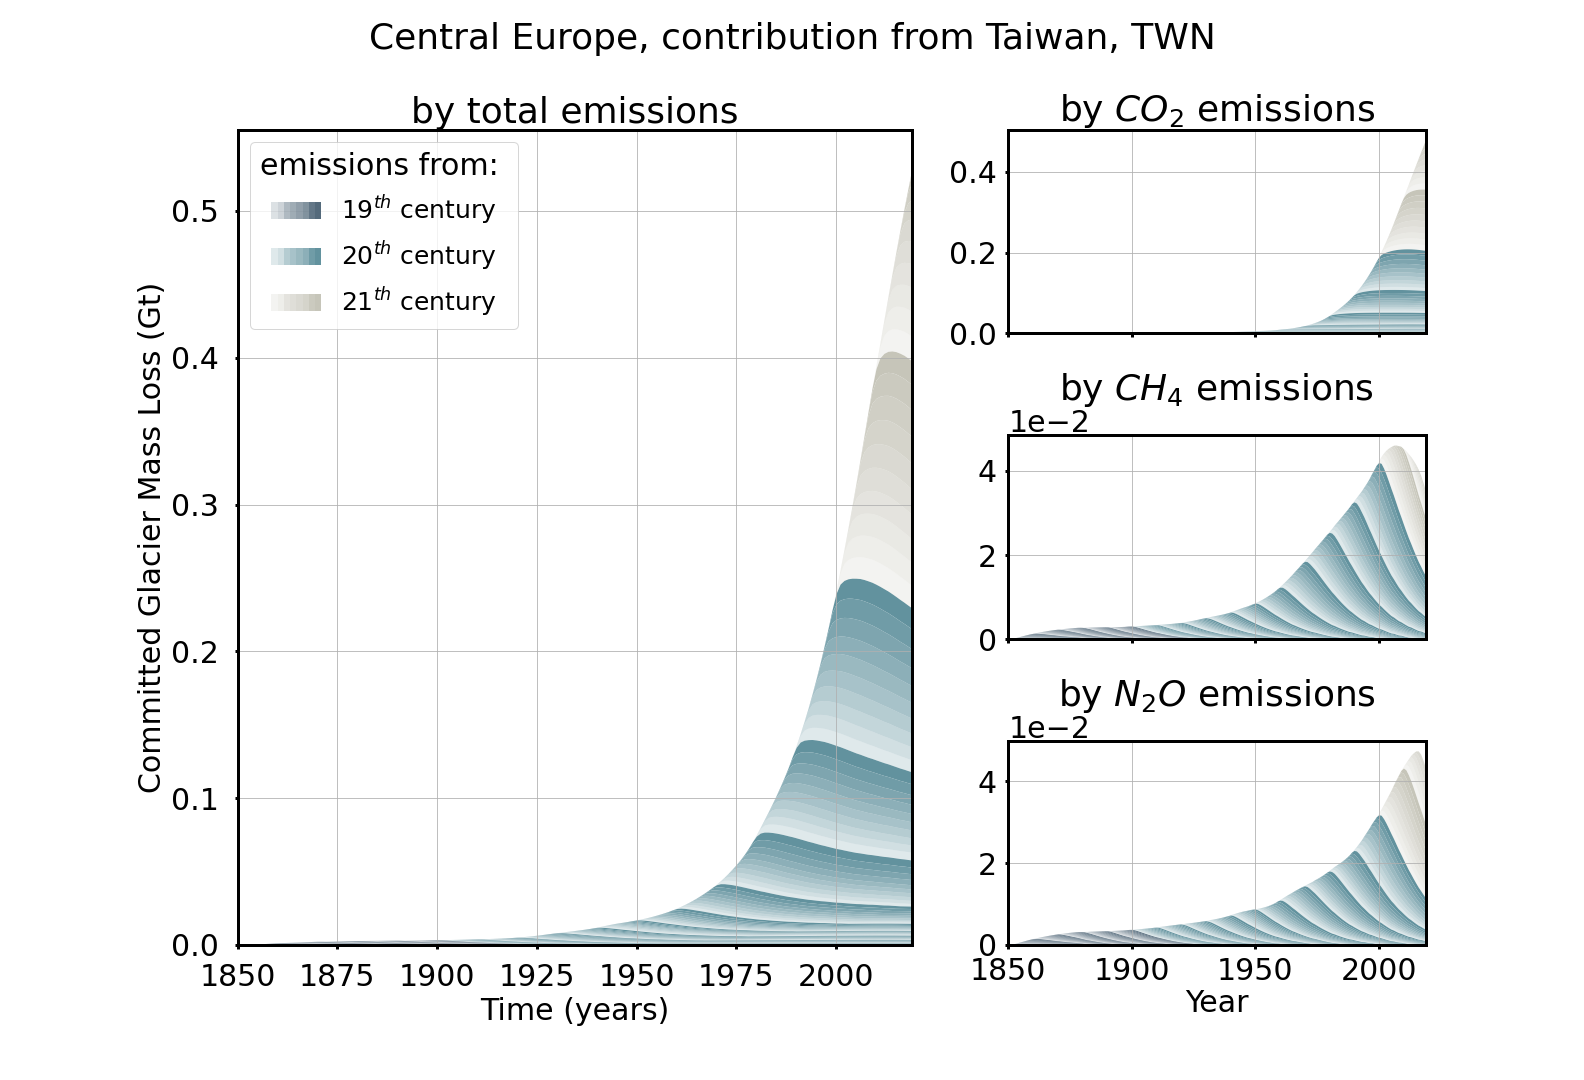 Central Europe, contribution from Taiwan, TWN
by total emissions
emissions from:
19th century
20th century
21th century
Committed Glacier Mass Loss (Gt)
0.5
0.4
0.3
0.2
0.1
0.0
1850 1875 1900 1925 1950 1975 2000
Time (years)
by CO2 emissions
0.4
0.2
0.0
by CH4 emissions
1e−2
4
2
0
by N2O emissions
1e−2
4
2
0
1850 1900 1950 2000
Year